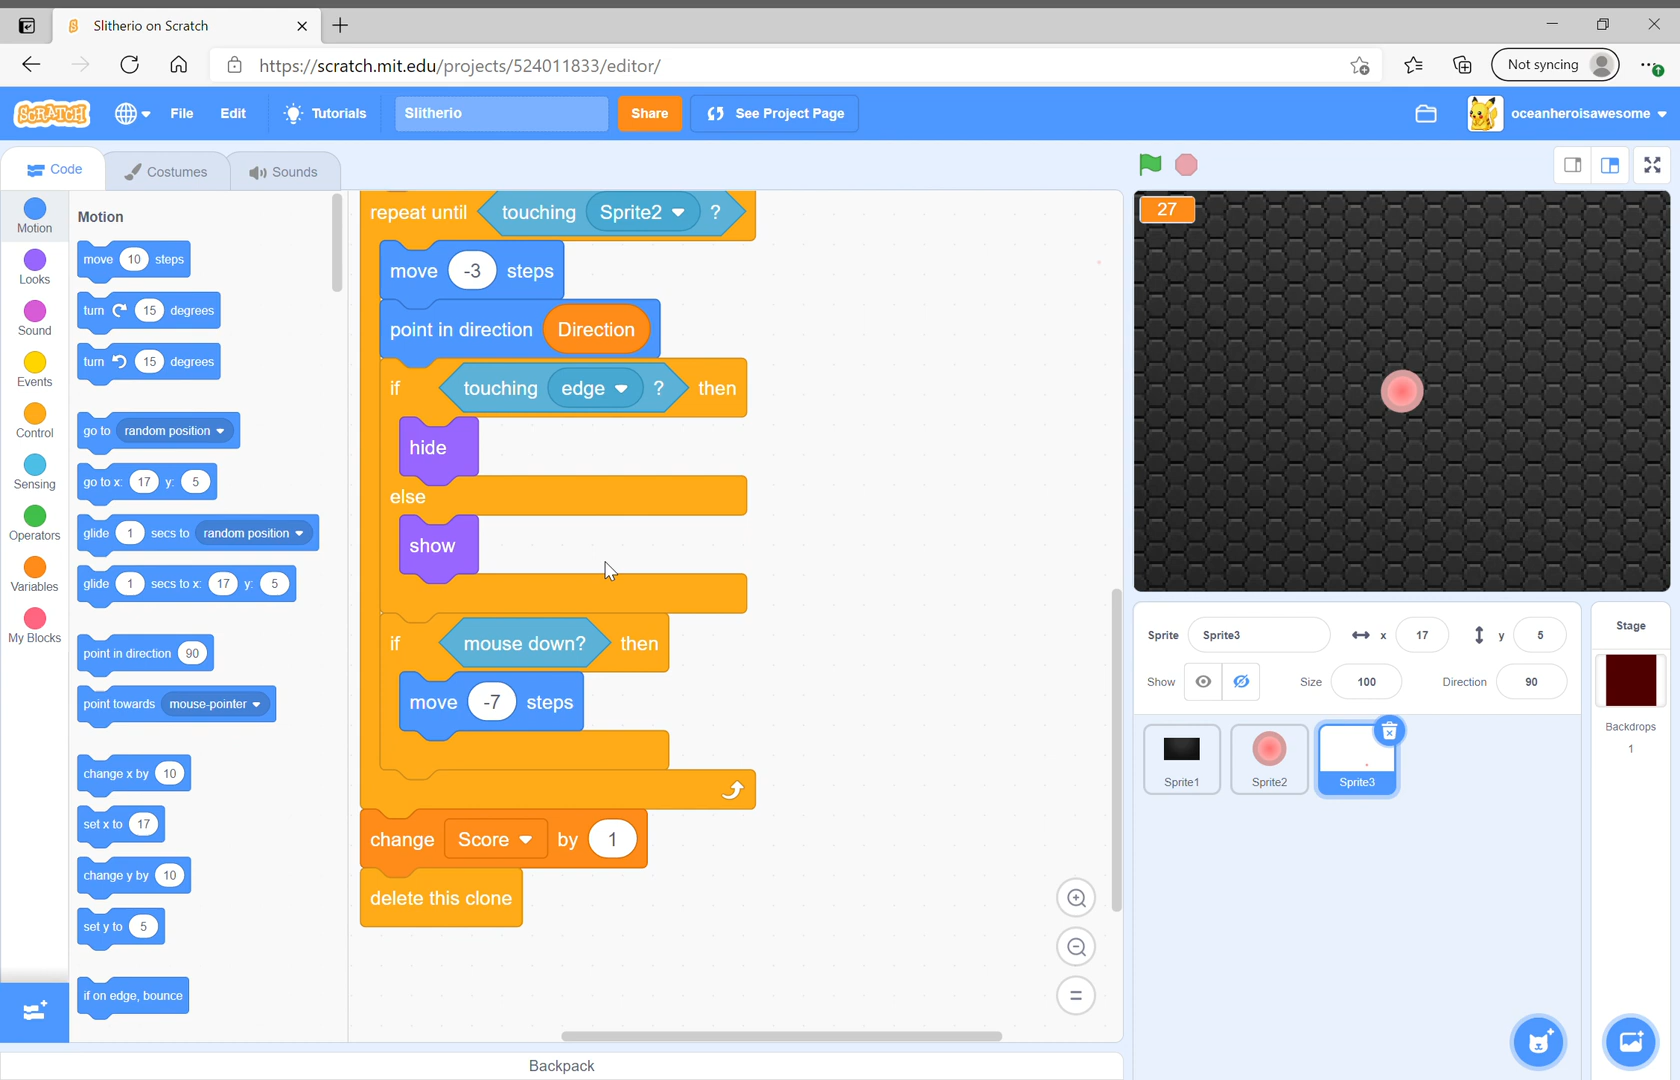 Slitherio on Scratch
https://scratch.mit.edu/projects/524011833/editor/
Not syncing
SCRATCH
File Edit Tutorials Slitherio Share See Project Page oceanheroisawesome
Code Costumes Sounds
Motion
Looks
Sound
Events
Control
Sensing
Operators
Variables
My Blocks
Motion
move 10 steps
turn 15 degrees
turn 15 degrees
go to random position
go to x: 17 y: 5
glide 1 secs to random position
glide 1 secs to x: 17 y: 5
point in direction 90
point towards mouse-pointer
change x by 10
set x to 17
change y by 10
set y to 5
if on edge, bounce
repeat until touching Sprite2 ?
move -3 steps
point in direction Direction
if touching edge ? then
hide
else
show
if mouse down? then
move -7 steps
change Score by 1
delete this clone
Backpack
27
Sprite Sprite3 x 17 y 5
Show Size 100 Direction 90
Sprite1 Sprite2 Sprite3
Stage
Backdrops
1